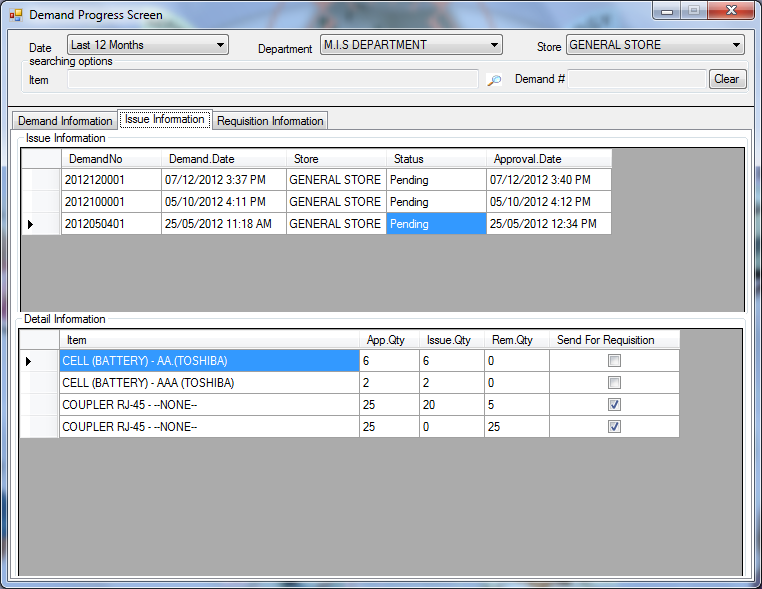 Demand Progress Screen
Date Last 12 Months Department M.I.S DEPARTMENT Store GENERAL STORE
searching options
Item Demand # Clear
Demand Information Issue Information Requisition Information
Issue Information
DemandNo Demand.Date Store Status Approval.Date
2012120001 07/12/2012 3:37 PM GENERAL STORE Pending 07/12/2012 3:40 PM
2012100001 05/10/2012 4:11 PM GENERAL STORE Pending 05/10/2012 4:12 PM
2012050401 25/05/2012 11:18 AM GENERAL STORE Pending 25/05/2012 12:34 PM
Detail Information
Item App.Qty Issue.Qty Rem.Qty Send For Requisition
CELL (BATTERY) - AA.(TOSHIBA) 6 6 0
CELL (BATTERY) - AAA (TOSHIBA) 2 2 0
COUPLER RJ-45 - --NONE-- 25 20 5
COUPLER RJ-45 - --NONE-- 25 0 25